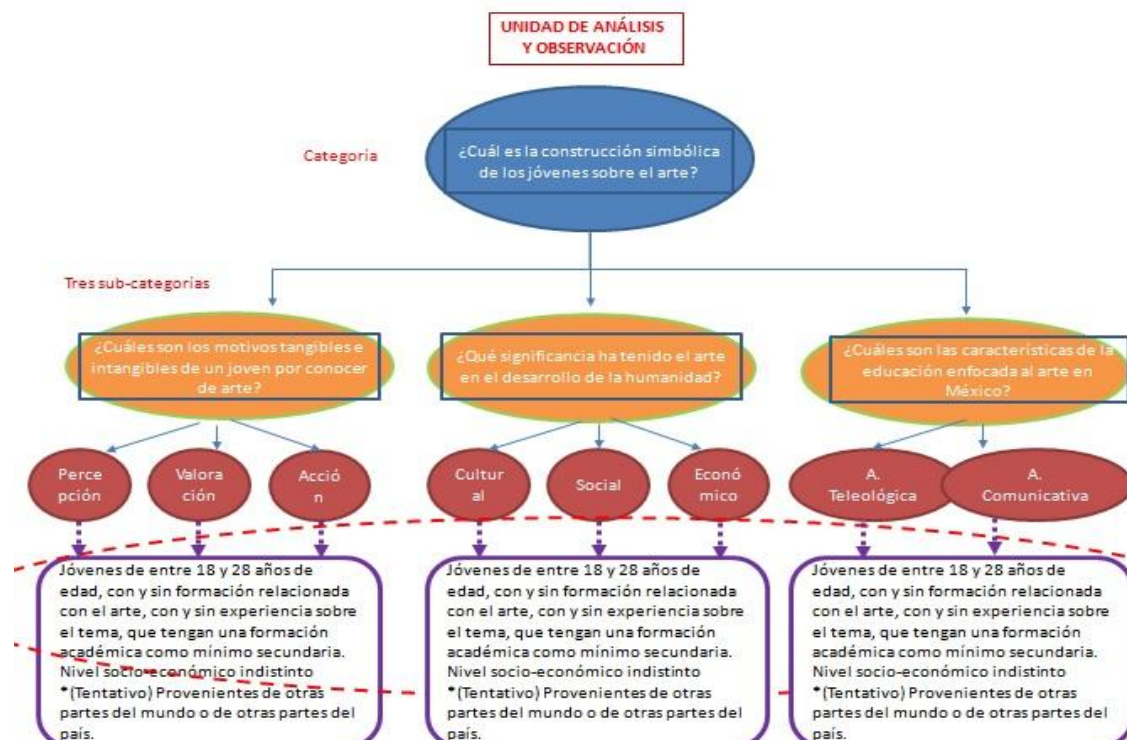 UNIDAD DE ANÁLISIS
Y OBSERVACIÓN
Categoría
¿Cuál es la construcción simbólica
de los jóvenes sobre el arte?
Tres sub-categorías
¿Cuáles son los motivos tangibles e
intangibles de un joven por conocer
de arte?
¿Qué significancia ha tenido el arte
en el desarrollo de la humanidad?
¿Cuáles son las características de la
educación enfocada al arte en
México?
Perce
pción
Valora
ción
Acció
n
Cultur
al
Social
Econó
mico
A.
Teleológica
A.
Comunicativa
Jóvenes de entre 18 y 28 años de
edad, con y sin formación relacionada
con el arte, con y sin experiencia sobre
el tema, que tengan una formación
académica como mínimo secundaria.
Nivel socio-económico indistinto
*(Tentativo) Provenientes de otras
partes del mundo o de otras partes del
país.
Jóvenes de entre 18 y 28 años de
edad, con y sin formación relacionada
con el arte, con y sin experiencia sobre
el tema, que tengan una formación
académica como mínimo secundaria.
Nivel socio-económico indistinto
*(Tentativo) Provenientes de otras
partes del mundo o de otras partes del
país.
Jóvenes de entre 18 y 28 años de
edad, con y sin formación relacionada
con el arte, con y sin experiencia sobre
el tema, que tengan una formación
académica como mínimo secundaria.
Nivel socio-económico indistinto
*(Tentativo) Provenientes de otras
partes del mundo o de otras partes del
país.